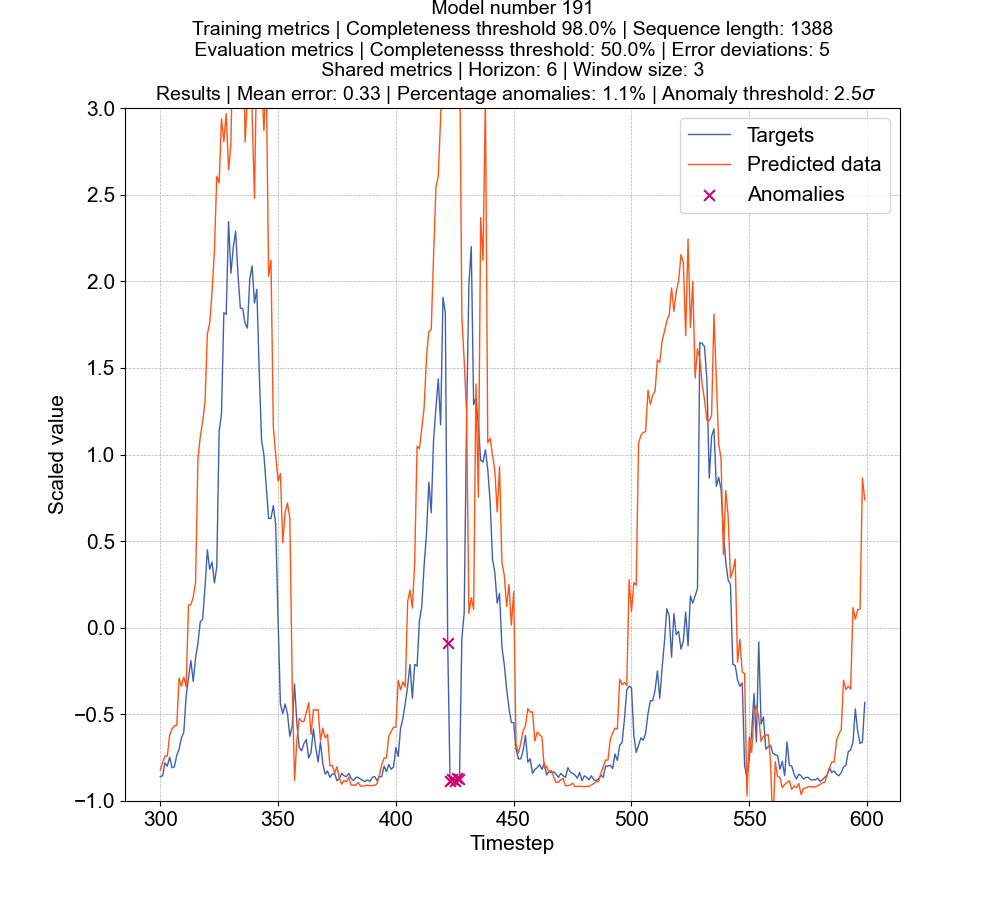 Model number 191
Training metrics | Completeness threshold 98.0% | Sequence length: 1388
Evaluation metrics | Completenesss threshold: 50.0% | Error deviations: 5
Shared metrics | Horizon: 6 | Window size: 3
Results | Mean error: 0.33 | Percentage anomalies: 1.1% | Anomaly threshold: 2.5σ
Targets
Predicted data
Anomalies
3.0
2.5
2.0
1.5
1.0
0.5
0.0
−0.5
−1.0
Scaled value
300 350 400 450 500 550 600
Timestep